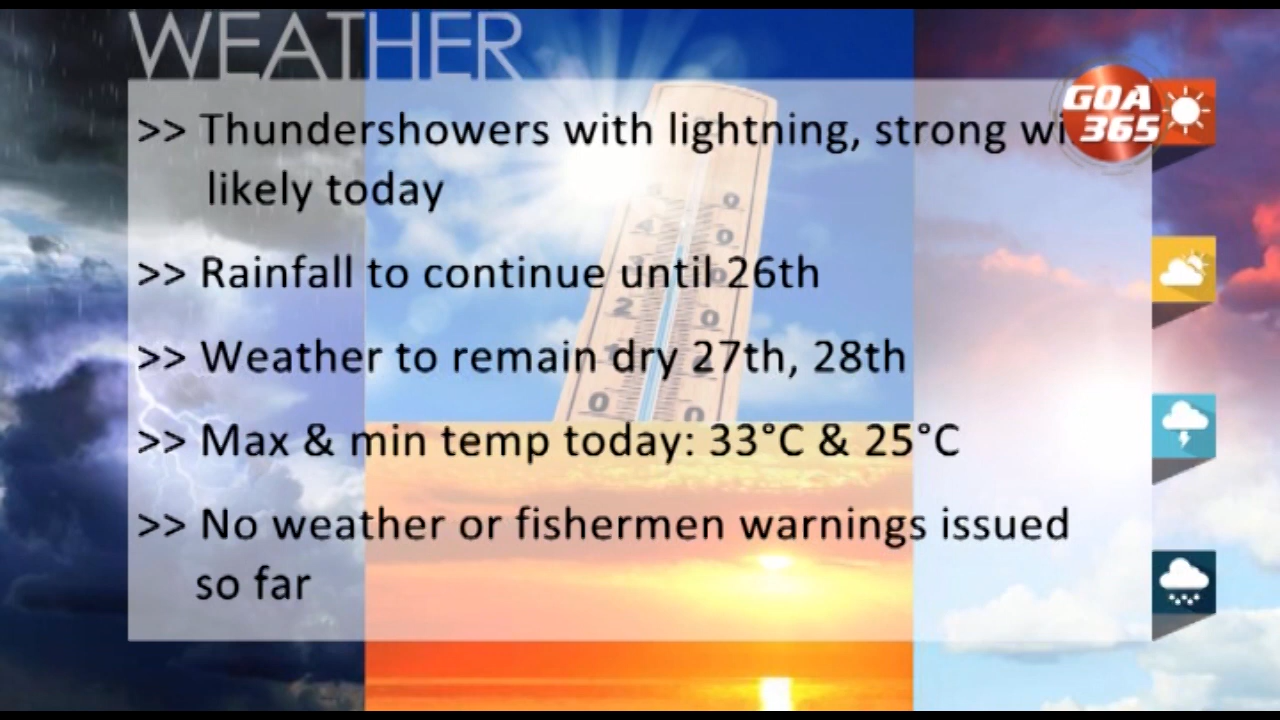 WEATHER
GOA
365
>> Thundershowers with lightning, strong wi
likely today
>> Rainfall to continue until 26th
>> Weather to remain dry 27th, 28th
>> Max & min temp today: 33°C & 25°C
>> No weather or fishermen warnings issued
so far